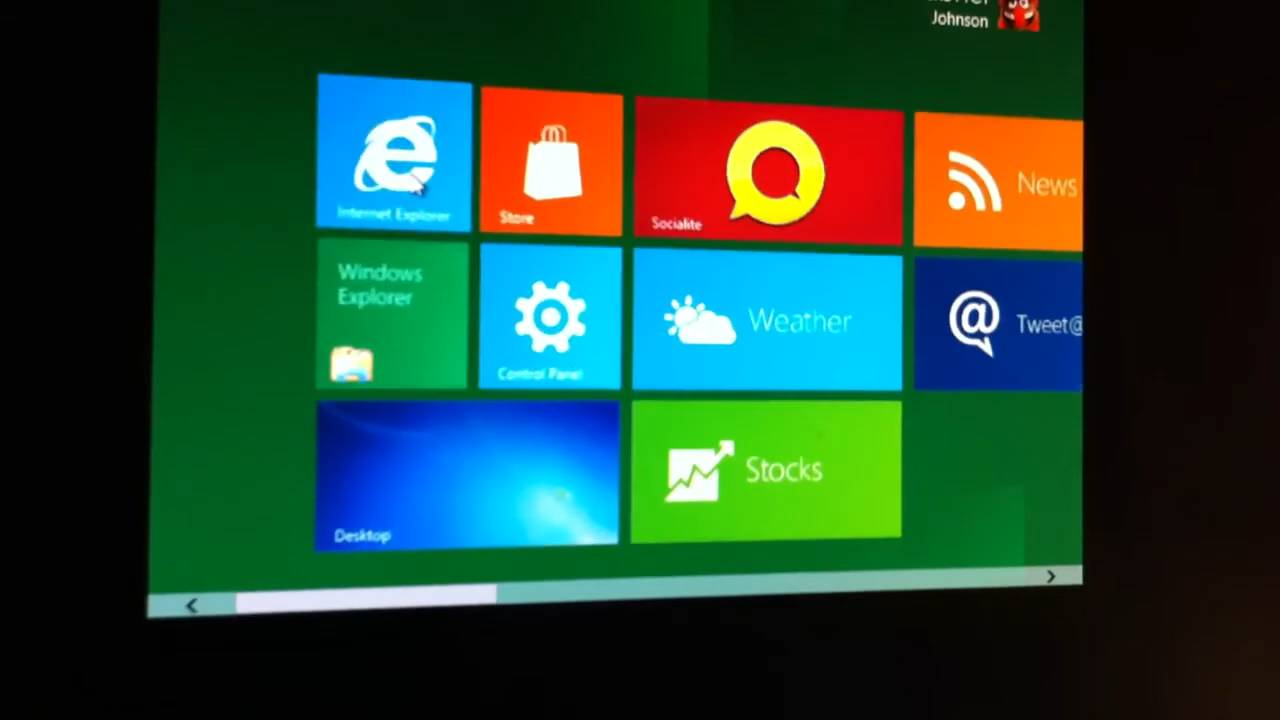 Johnson
Internet Explorer
Store
Socialite
News
Windows
Explorer
Control Panel
Weather
Tweet@
Desktop
Stocks